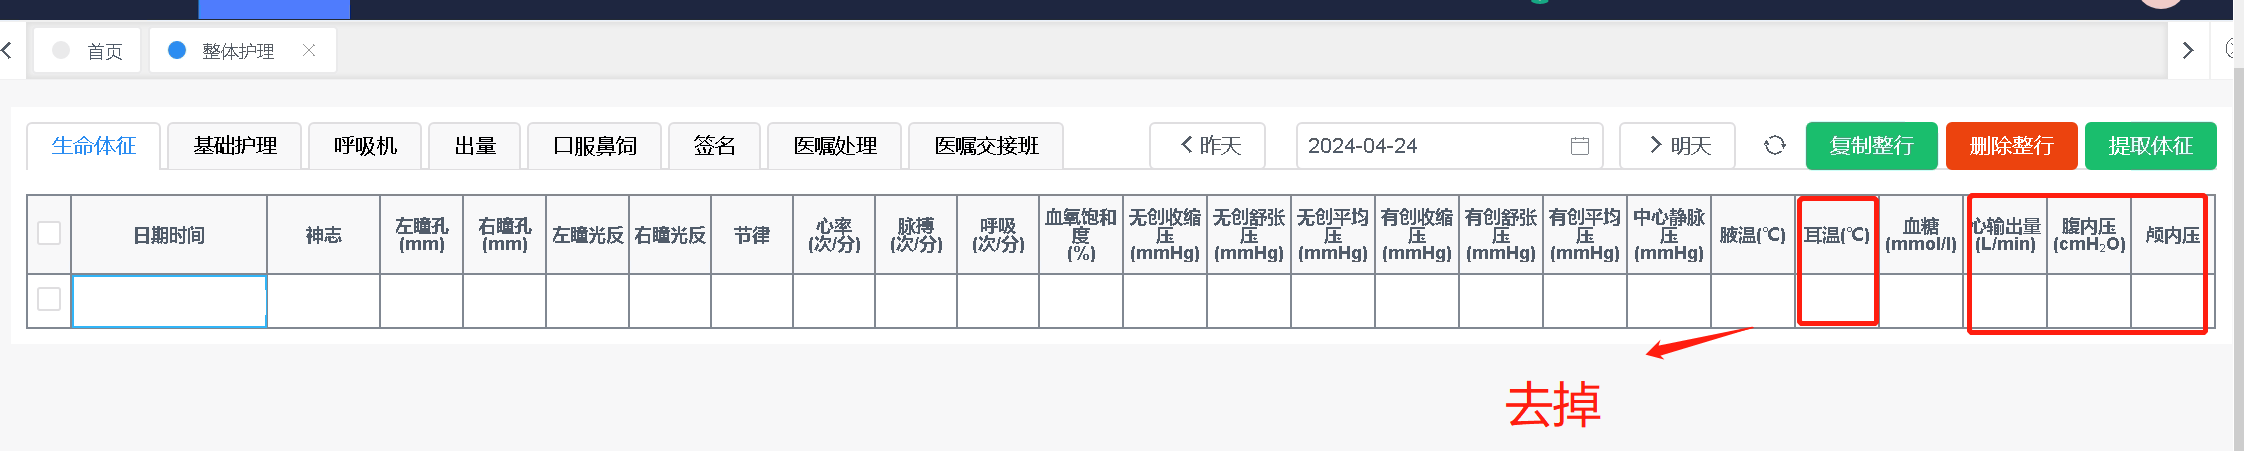 首页
整体护理
生命体征
基础护理
呼吸机
出量
口服鼻饲
签名
医嘱处理
医嘱交接班
昨天
2024-04-24
明天
复制整行
删除整行
提取体征
日期时间
神志
左瞳孔
(mm)
右瞳孔
(mm)
左瞳光反
右瞳光反
节律
心率
(次/分)
脉搏
(次/分)
呼吸
(次/分)
血氧饱和
度
(%)
无创收缩
压
(mmHg)
无创舒张
压
(mmHg)
无创平均
压
(mmHg)
有创收缩
压
(mmHg)
有创舒张
压
(mmHg)
有创平均
压
(mmHg)
中心静脉
压
(mmHg)
腋温(℃)
耳温(℃)
血糖
(mmol/l)
心输出量
(L/min)
腹内压
(cmH₂O)
颅内压
去掉